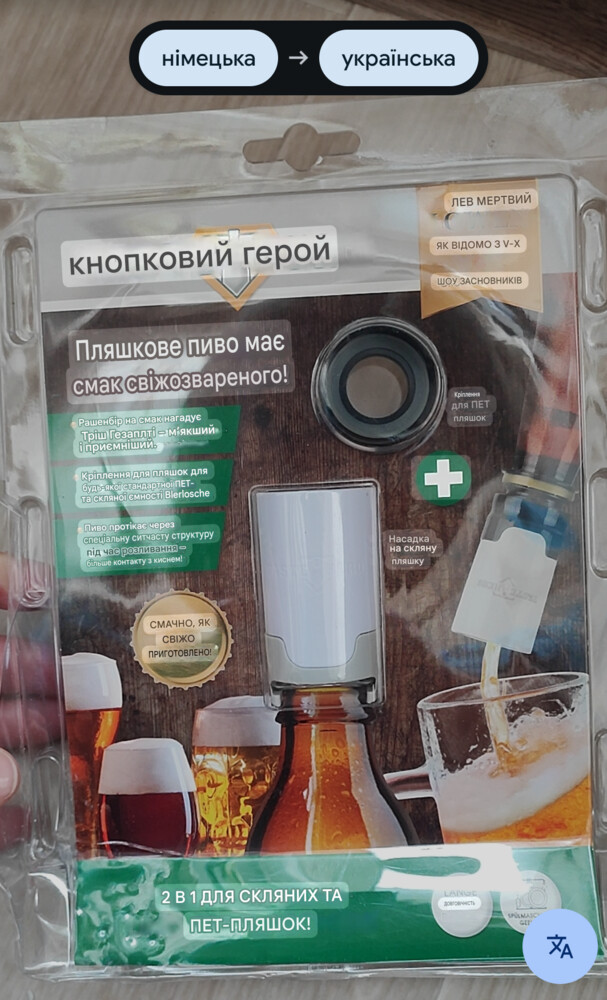 німецька → українська
ЛЕВ МЕРТВИЙ
кнопковий герой
ЯК ВІДОМО З V-X
ШОУ ЗАСНОВНИКІВ
Пляшкове пиво має
смак свіжозвареного!
Кріплення
для ПЕТ
пляшок
Рашенбір на смак нагадує
Тріш Гезаплті – м'якший
і приємніший.
Кріплення для пляшок для
будь-якої стандартної ПЕТ-
та скляної ємності Bierlosche
Пиво протікає через
спеціальну ситчасту структуру
під час розливання –
більше контакту з киснем!
Насадка
на скляну
пляшку
СМАЧНО, ЯК
СВІЖО
ПРИГОТОВЛЕНО!
2 В 1 ДЛЯ СКЛЯНИХ ТА
ПЕТ-ПЛЯШОК!
LANGE
довговічність